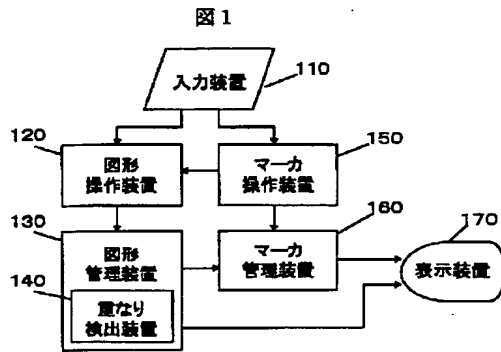 図1
入力装置
110
120
図形
操作装置
150
マーカ
操作装置
130
図形
管理装置
160
マーカ
管理装置
170
表示装置
140
重なり
検出装置